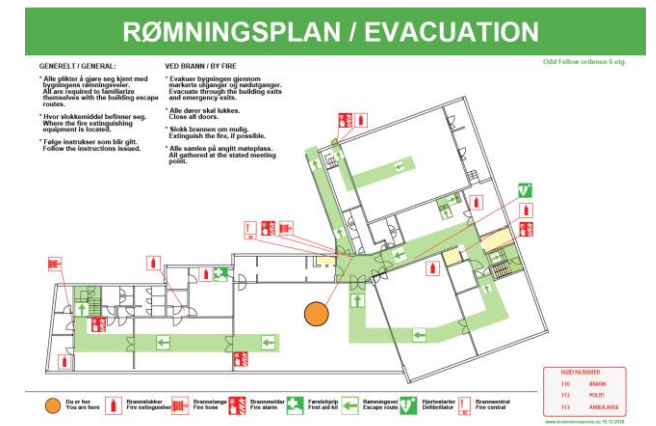 RØMNINGSPLAN / EVACUATION
Odd Fellow ordenen 6 etg.
GENERELT / GENERAL:
* Alle plikter å gjøre seg kjent med
bygningens rømningsveier.
All are required to familiarize
themselves with the building escape
routes.
* Hvor slokkemiddel befinner seg.
Where the fire extinguishing
equipment is located.
* Følge instrukser som blir gitt.
Follow the instructions issued.
VED BRANN / BY FIRE
* Evakuer bygningen gjennom
markerte utganger og nødutganger.
Evacuate through the building exits
and emergency exits.
* Alle dører skal lukkes.
Close all doors.
* Slokk brannen om mulig.
Extinguish the fire, if possible.
* Alle samles på angitt møteplass.
All gathered at the stated meeting
point.
NØD NUMMER
110 BRANN
112 POLITI
113 AMBULANSE
Du er her
You are here
Brannslukker
Fire extinguisher
Brannslange
Fire hose
Brannmelder
Fire alarm
Førstehjelp
First aid kit
Rømningsvei
Escape route
Hjertestarter
Defibrillator
Brannsentral
Fire central